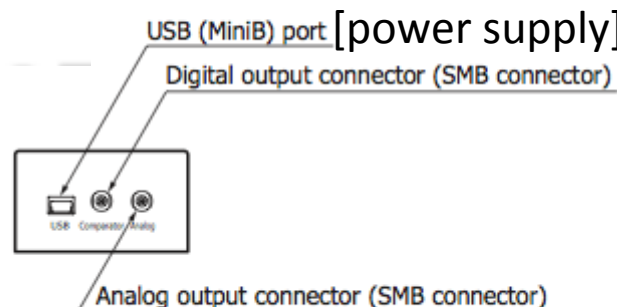 USB (MiniB) port [power supply]
Digital output connector (SMB connector)
USB Comparator Analog
Analog output connector (SMB connector)